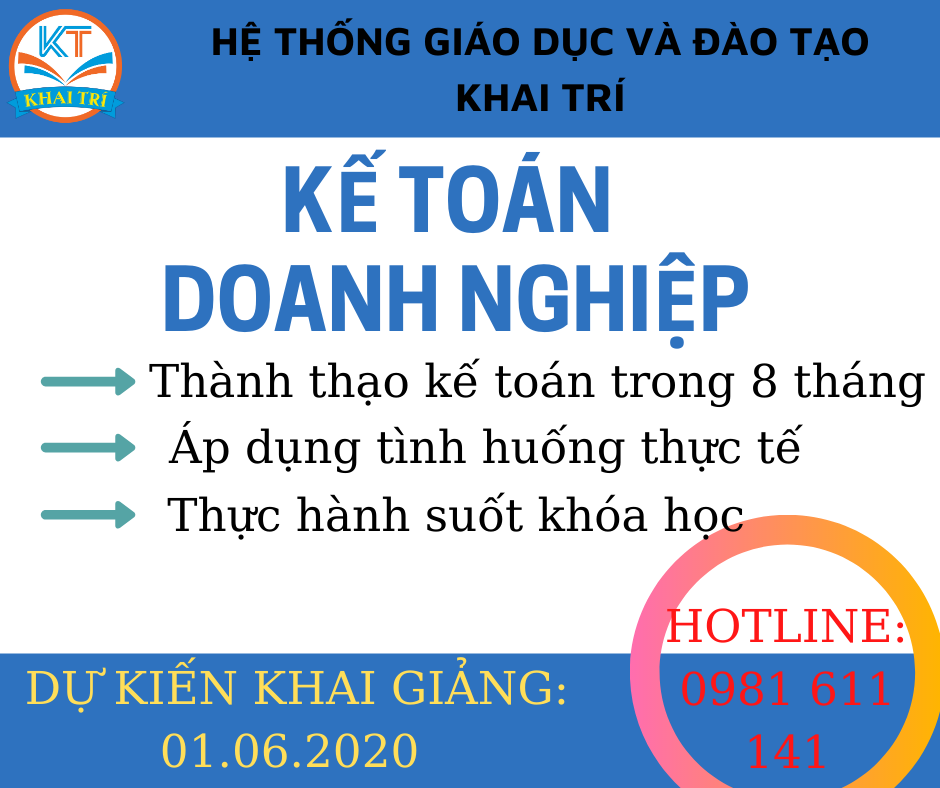 KT
KHAI TRÍ
HỆ THỐNG GIÁO DỤC VÀ ĐÀO TẠO
KHAI TRÍ
KẾ TOÁN
DOANH NGHIỆP
Thành thạo kế toán trong 8 tháng
Áp dụng tình huống thực tế
Thực hành suốt khóa học
DỰ KIẾN KHAI GIẢNG:
01.06.2020
HOTLINE:
0981 611
141